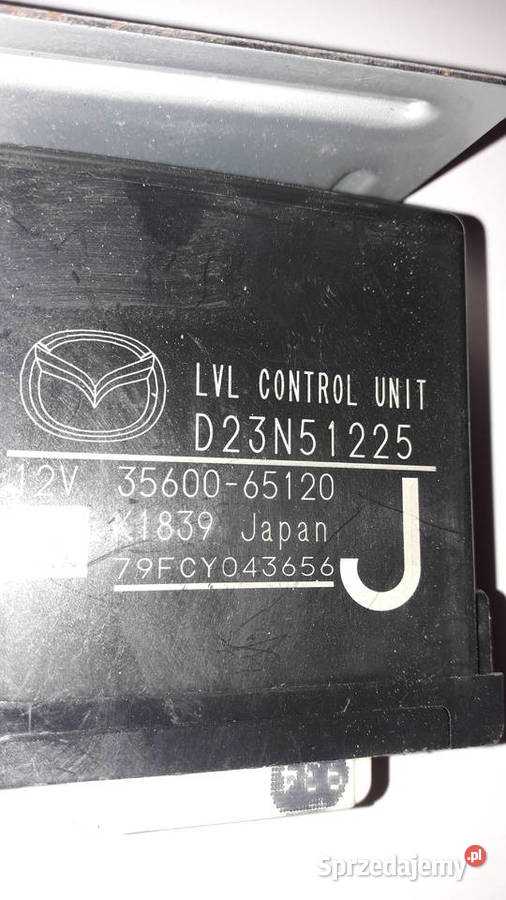 LVL CONTROL UNIT
D23N51225
12V 35600-65120
K1839 Japan
79FCY043656
J
Sprzedajemy.pl